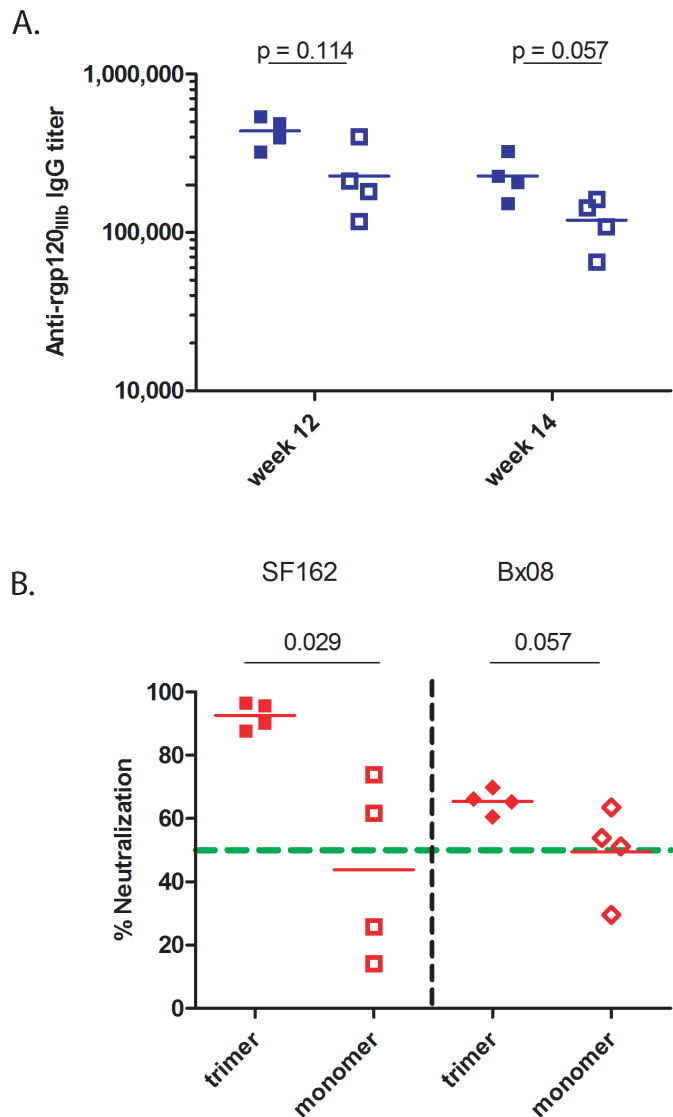 A.
p = 0.114 p = 0.057
1,000,000
100,000
10,000
Anti-rgp120IIIb IgG titer
week 12 week 14
B.
SF162 Bx08
0.029 0.057
100
80
60
40
20
0
% Neutralization
trimer monomer trimer monomer